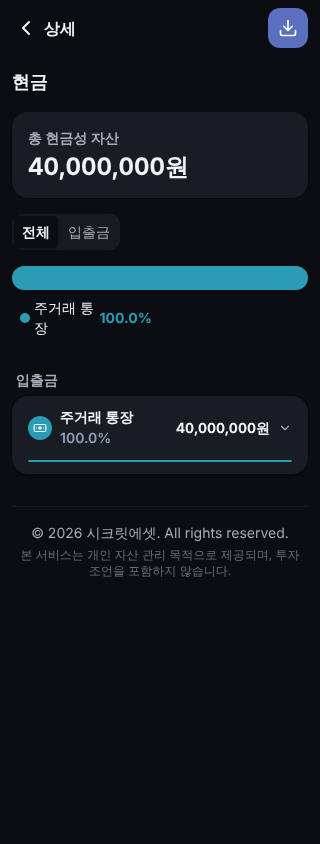 상세
현금
총 현금성 자산
40,000,000원
전체 입출금
주거래 통
장
100.0%
입출금
주거래 통장
100.0%
40,000,000원
© 2026 시크릿에셋. All rights reserved.
본 서비스는 개인 자산 관리 목적으로 제공되며, 투자
조언을 포함하지 않습니다.